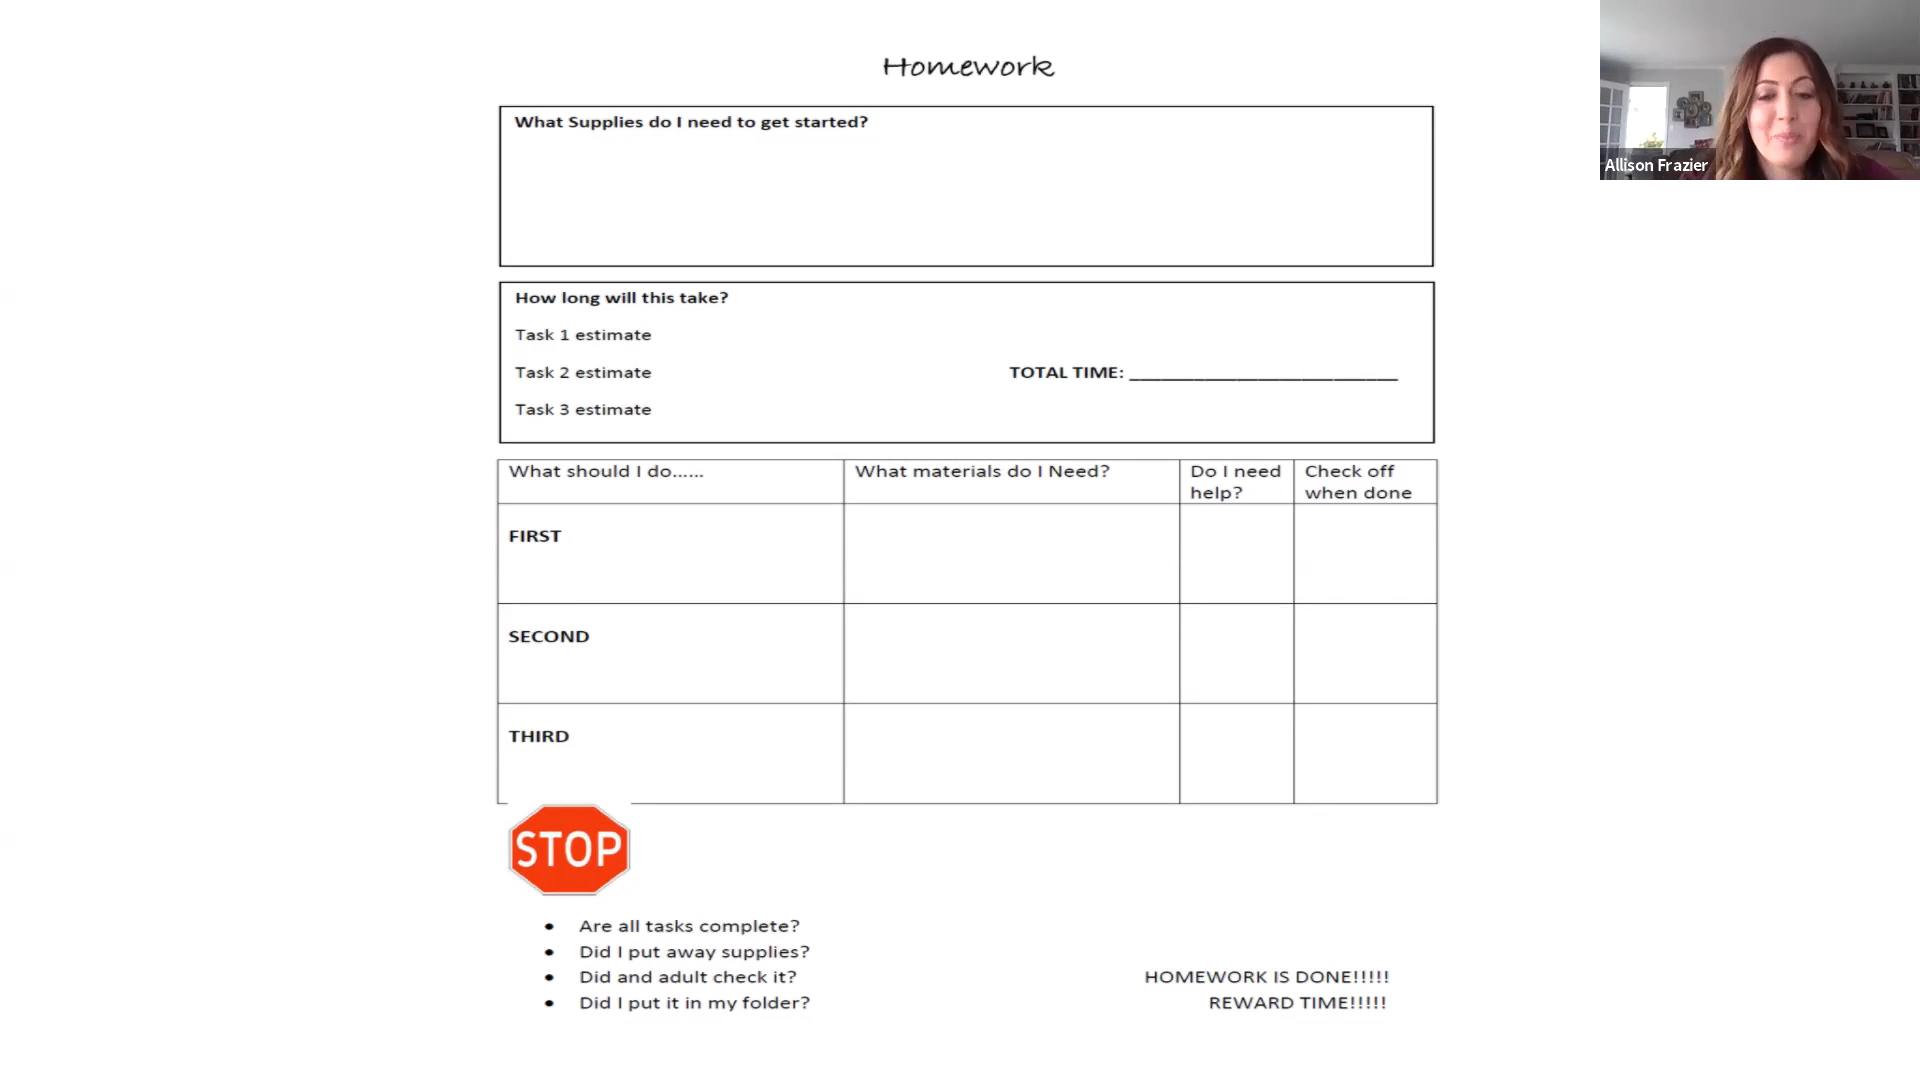 Homework
What Supplies do I need to get started?
Allison Frazier
How long will this take?
Task 1 estimate
Task 2 estimate
TOTAL TIME: ___________________________
Task 3 estimate
What should I do......
What materials do I Need?
Do I need
help?
Check off
when done
FIRST
SECOND
THIRD
STOP
• Are all tasks complete?
• Did I put away supplies?
• Did and adult check it?
• Did I put it in my folder?
HOMEWORK IS DONE!!!!!
REWARD TIME!!!!!